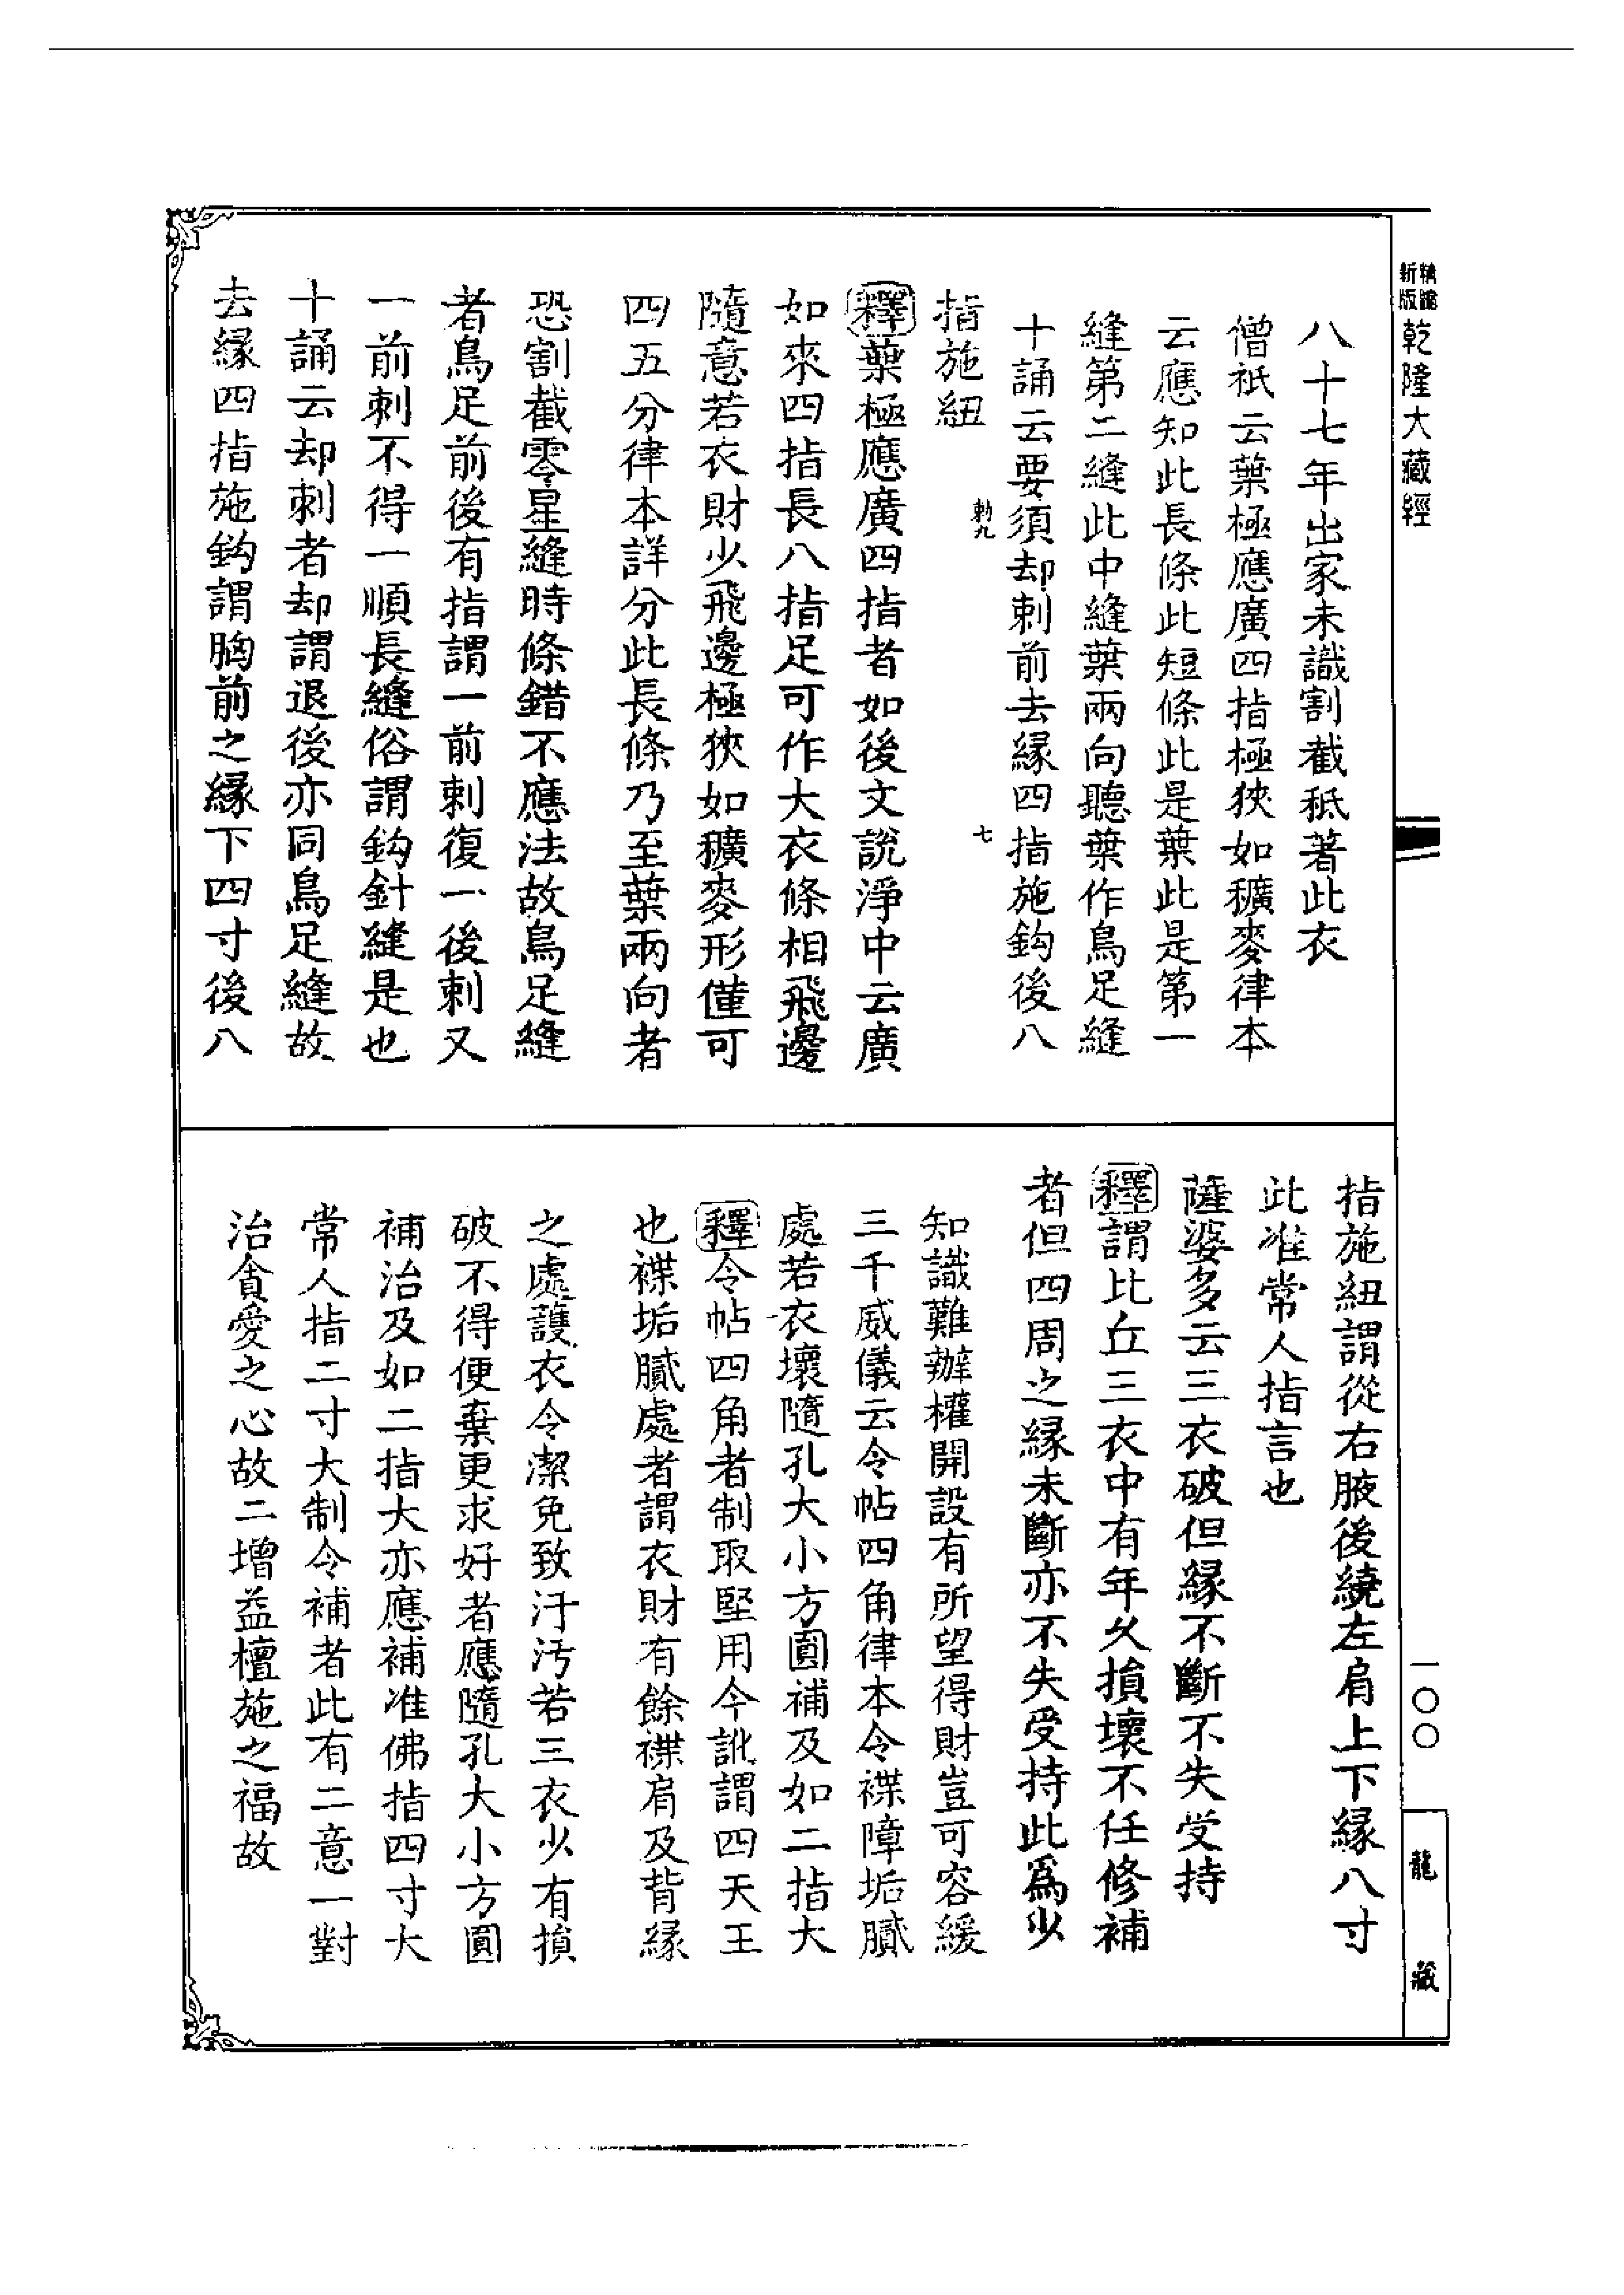 精鐫新版乾隆大藏經
八十七年出家未識割截秖著此衣
僧祇云葉極應廣四指極狹如穬麥律本
云應知此長條此短條此是葉此是第一
縫第二縫此中縫葉兩向聽葉作鳥足縫
十誦云要須却刺前去緣四指施鈎後八
勅九 七
指施紐
釋葉極應廣四指者如後文說淨中云廣
如來四指長八指足可作大衣條相飛邊
隨意若衣財少飛邊極狹如穬麥形僅可
四五分律本詳分此長條乃至葉兩向者
恐割截零星縫時條錯不應法故鳥足縫
者鳥足前後有指謂一前刺復一後刺又
一前刺不得一順長縫俗謂鈎針縫是也
十誦云却刺者却謂退後亦同鳥足縫故
去緣四指施鈎謂胸前之緣下四寸後八
指施紐謂從右腋後繞左肩上下緣八寸
此准常人指言也
薩婆多云三衣破但緣不斷不失受持
釋謂比丘三衣中有年久損壞不任修補
者但四周之緣未斷亦不失受持此為少
知識難辦權開設有所望得財豈可容緩
三千威儀云令帖四角律本令襟障垢膩
處若衣壞隨孔大小方圓補及如二指大
釋令帖四角者制取堅用今訛謂四天王
也襟垢膩處者謂衣財有餘襟肩及背緣
之處護衣令潔免致汙污若三衣少有損
破不得便棄更求好者應隨孔大小方圓
補治及如二指大亦應補准佛指四寸大
常人指二寸大制令補者此有二意一對
治貪愛之心故二增益檀施之福故
一〇〇
龍藏